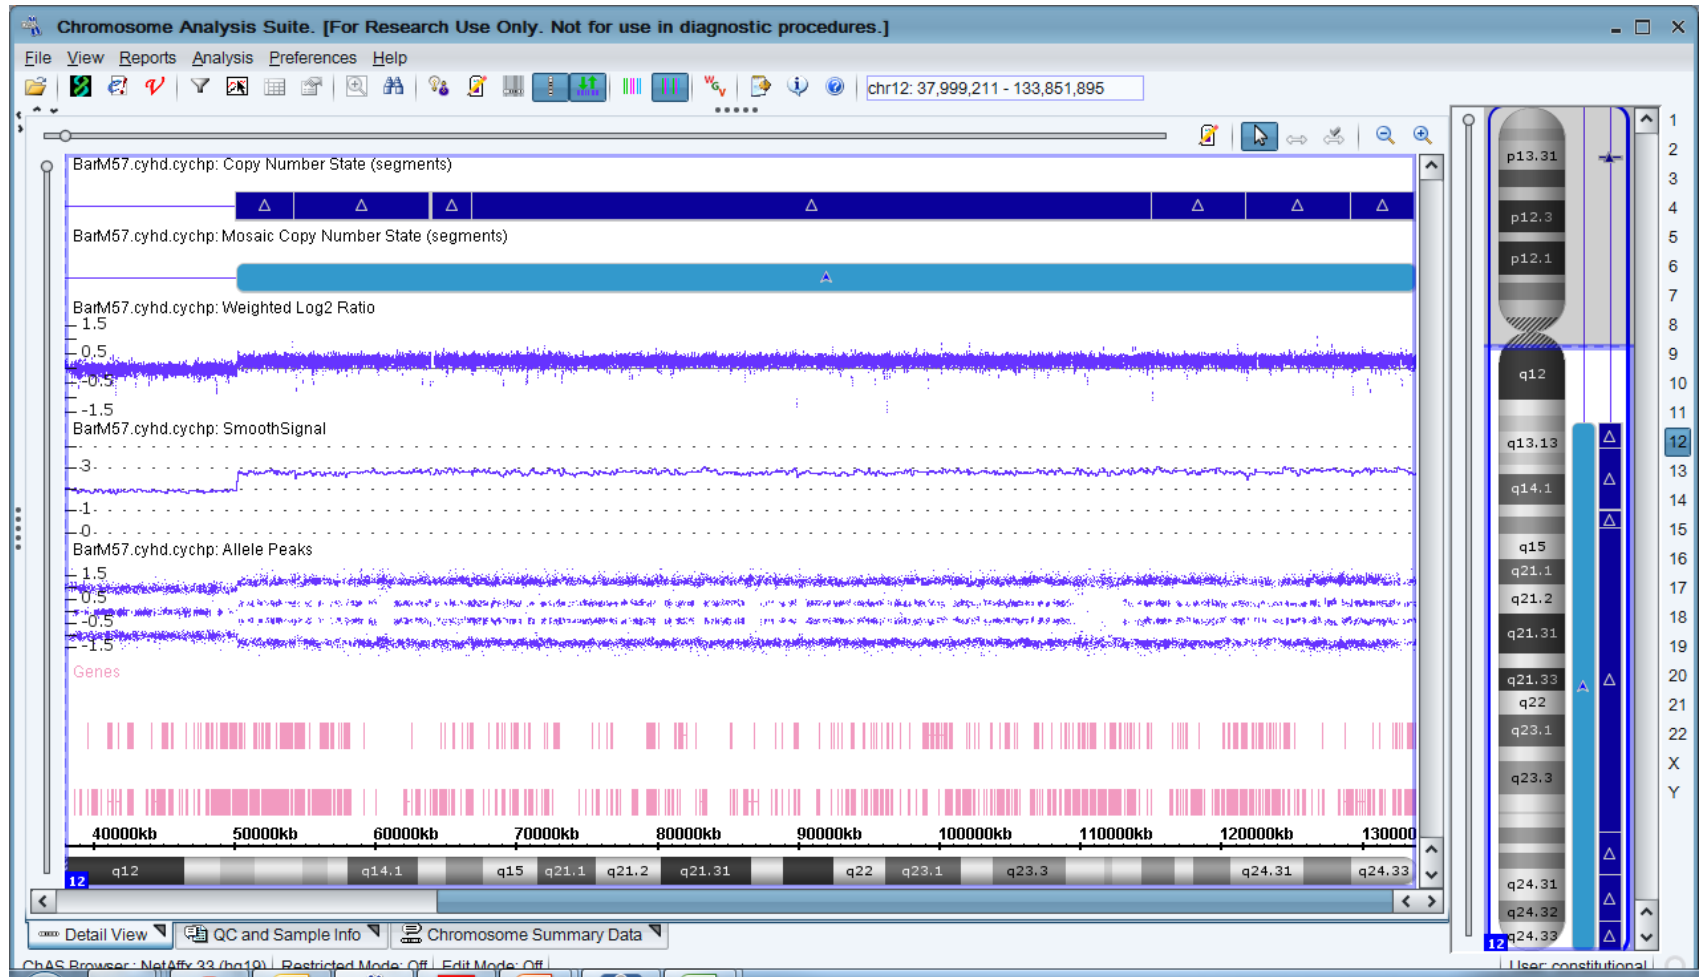 Chromosome Analysis Suite. [For Research Use Only. Not for use in diagnostic procedures.]
File View Reports Analysis Preferences Help
chr12: 37,999,211 - 133,851,895
BarM57.cyhd.cychp: Copy Number State (segments)
BarM57.cyhd.cychp: Mosaic Copy Number State (segments)
BarM57.cyhd.cychp: Weighted Log2 Ratio
1.5
0.5
-0.5
-1.5
BarM57.cyhd.cychp: SmoothSignal
3
1
0
BarM57.cyhd.cychp: Allele Peaks
1.5
0.5
-0.5
-1.5
Genes
40000kb 50000kb 60000kb 70000kb 80000kb 90000kb 100000kb 110000kb 120000kb 130000
q12 q14.1 q15 q21.1 q21.2 q21.31 q22 q23.1 q23.3 q24.31 q24.33
12
p13.31
p12.3
p12.1
q12
q13.13
q14.1
q15
q21.1
q21.2
q21.31
q21.33
q22
q23.1
q23.3
q24.31
q24.32
q24.33
12
1
2
3
4
5
6
7
8
9
10
11
12
13
14
15
16
17
18
19
20
21
22
X
Y
Detail View QC and Sample Info Chromosome Summary Data
ChAS Browser : NetAffx 33 (hg19) Restricted Mode: Off Edit Mode: Off User: constitutional